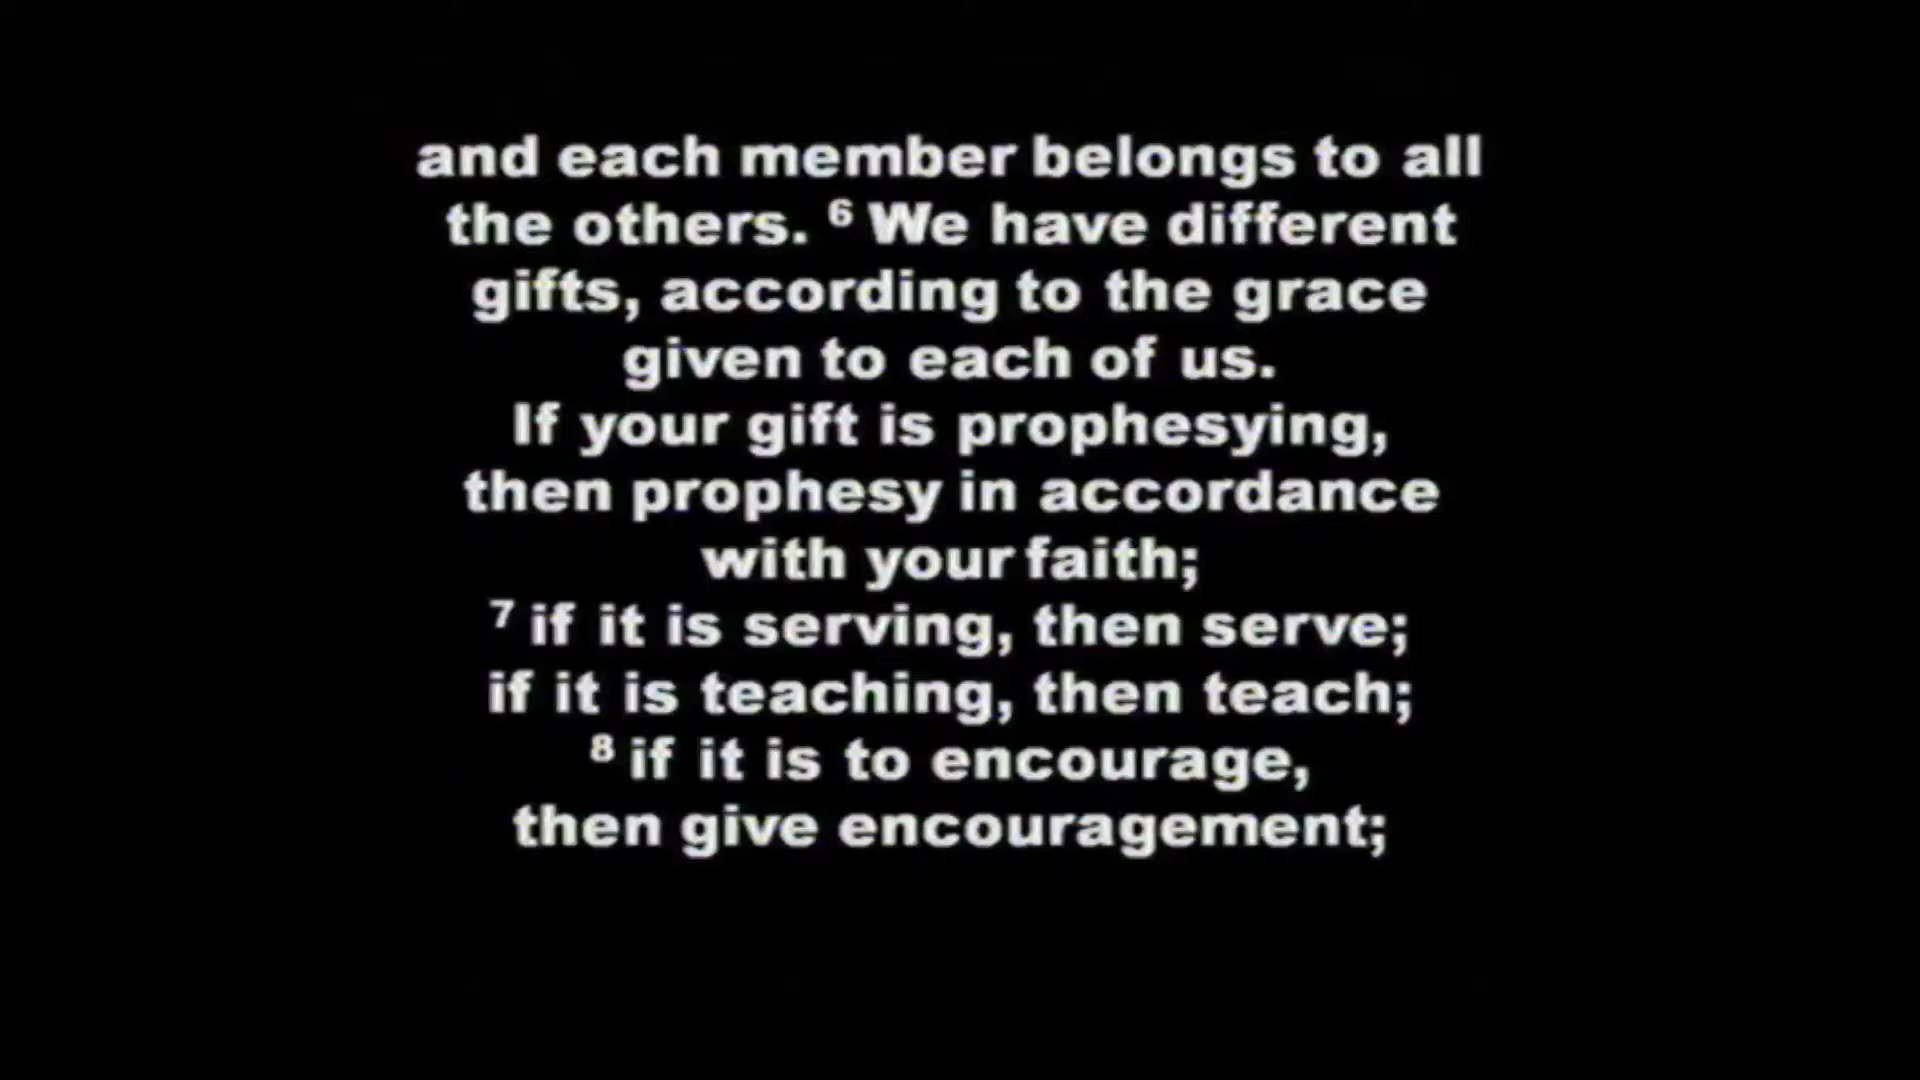 and each member belongs to all
the others. ⁶ We have different
gifts, according to the grace
given to each of us.
If your gift is prophesying,
then prophesy in accordance
with your faith;
⁷ if it is serving, then serve;
if it is teaching, then teach;
⁸ if it is to encourage,
then give encouragement;